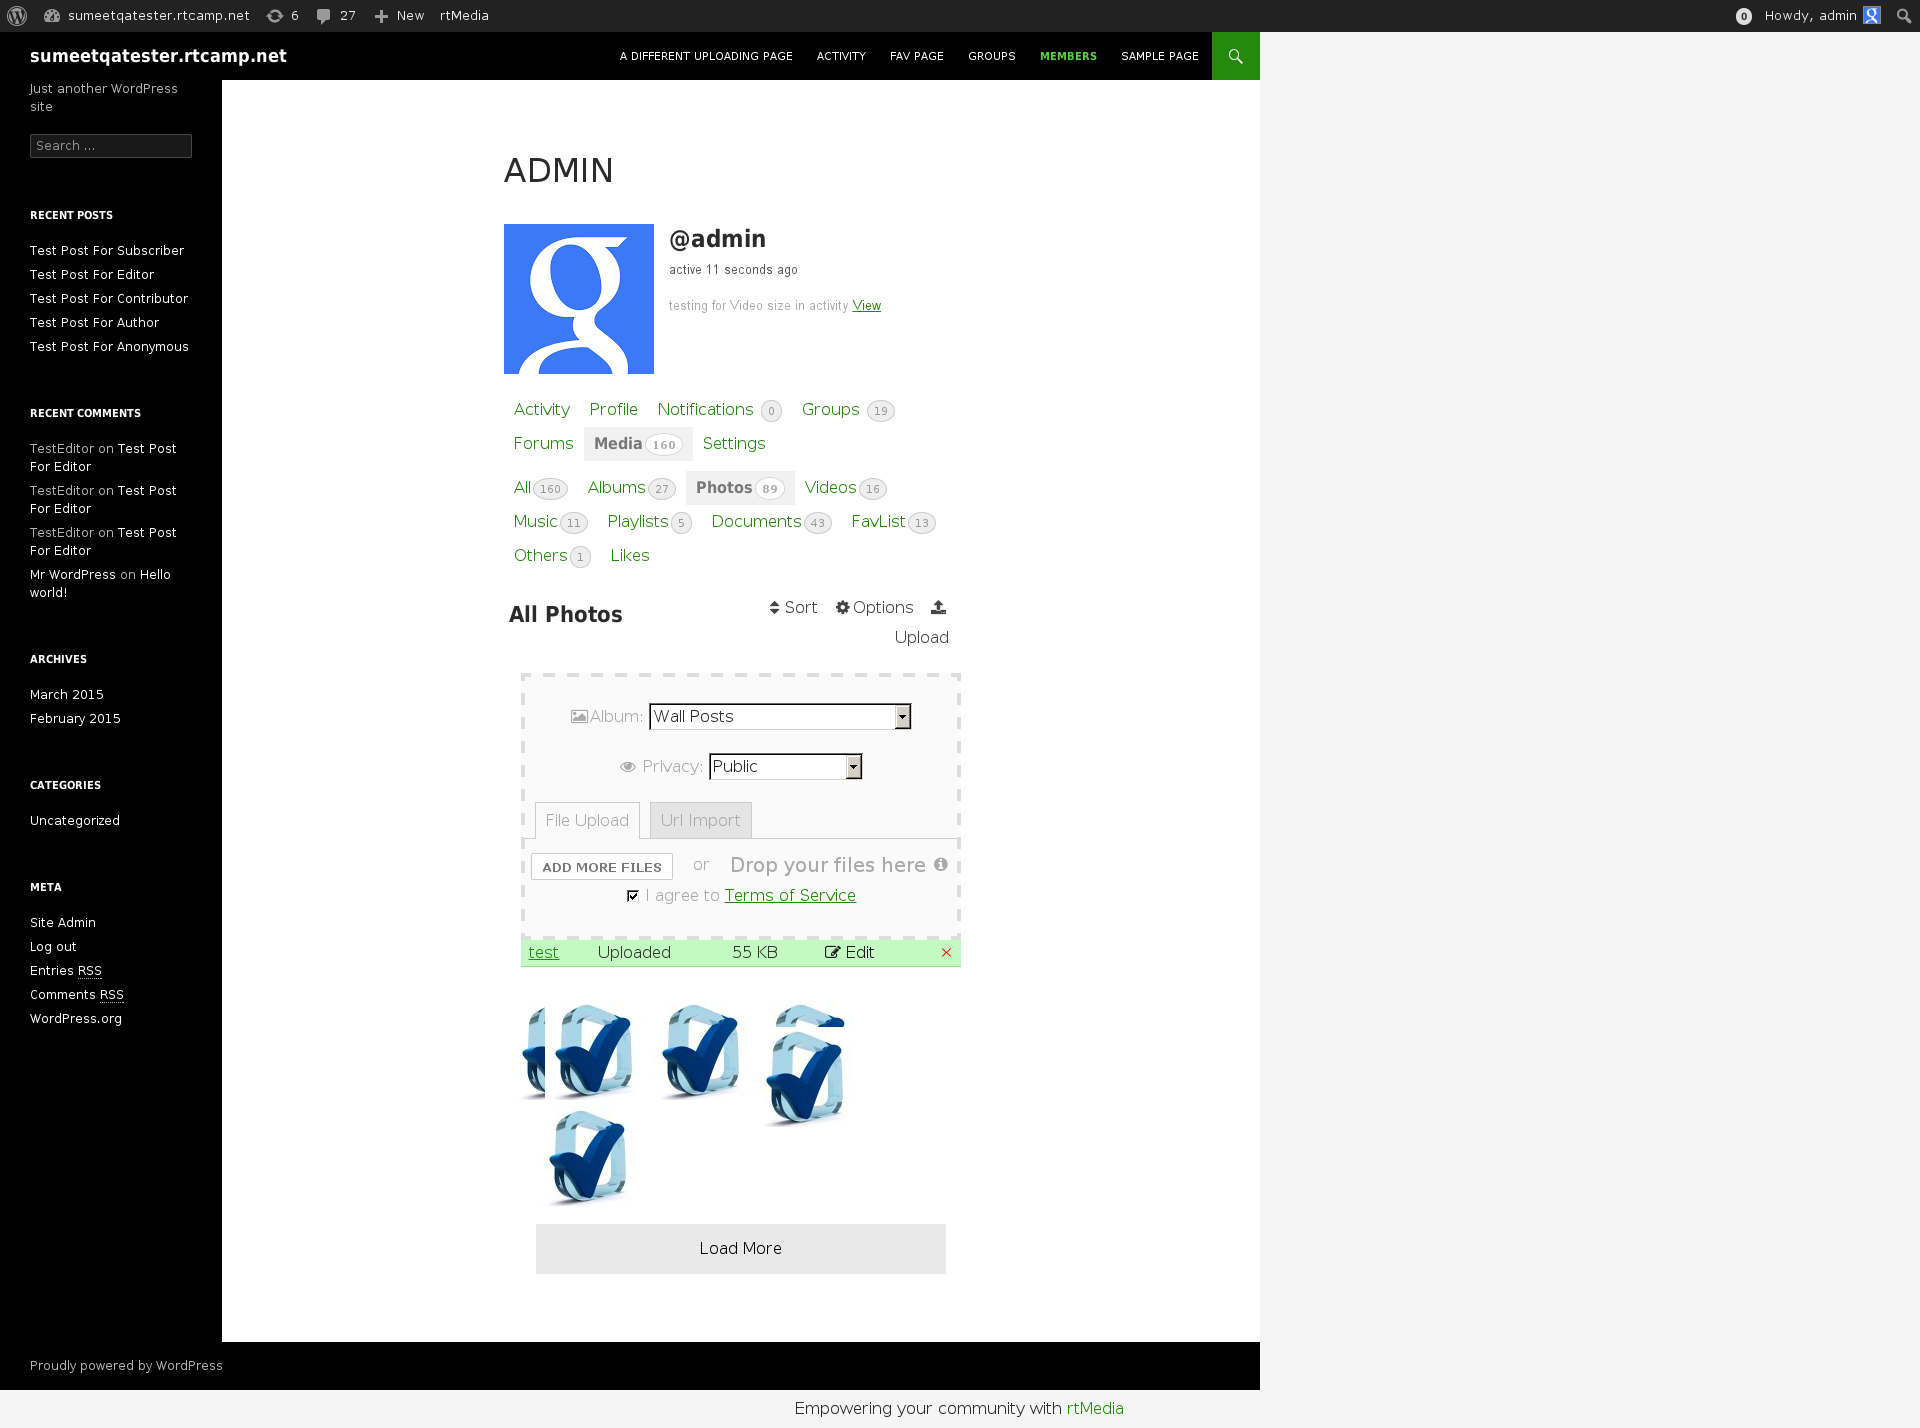 sumeetqatester.rtcamp.net 6 27 New rtMedia 0 Howdy, admin
sumeetqatester.rtcamp.net
A DIFFERENT UPLOADING PAGE ACTIVITY FAV PAGE GROUPS MEMBERS SAMPLE PAGE
Just another WordPress
site
Search ...
RECENT POSTS
Test Post For Subscriber
Test Post For Editor
Test Post For Contributor
Test Post For Author
Test Post For Anonymous
RECENT COMMENTS
TestEditor on Test Post
For Editor
TestEditor on Test Post
For Editor
TestEditor on Test Post
For Editor
Mr WordPress on Hello
world!
ARCHIVES
March 2015
February 2015
CATEGORIES
Uncategorized
META
Site Admin
Log out
Entries RSS
Comments RSS
WordPress.org
ADMIN
g
@admin
active 11 seconds ago
testing for Video size in activity View
Activity Profile Notifications 0 Groups 19
Forums Media 160 Settings
All 160 Albums 27 Photos 89 Videos 16
Music 11 Playlists 5 Documents 43 FavList 13
Others 1 Likes
All Photos
Sort Options
Upload
Album: Wall Posts
Privacy: Public
File Upload Url Import
ADD MORE FILES or Drop your files here
I agree to Terms of Service
test Uploaded 55 KB Edit ×
Load More
Proudly powered by WordPress
Empowering your community with rtMedia